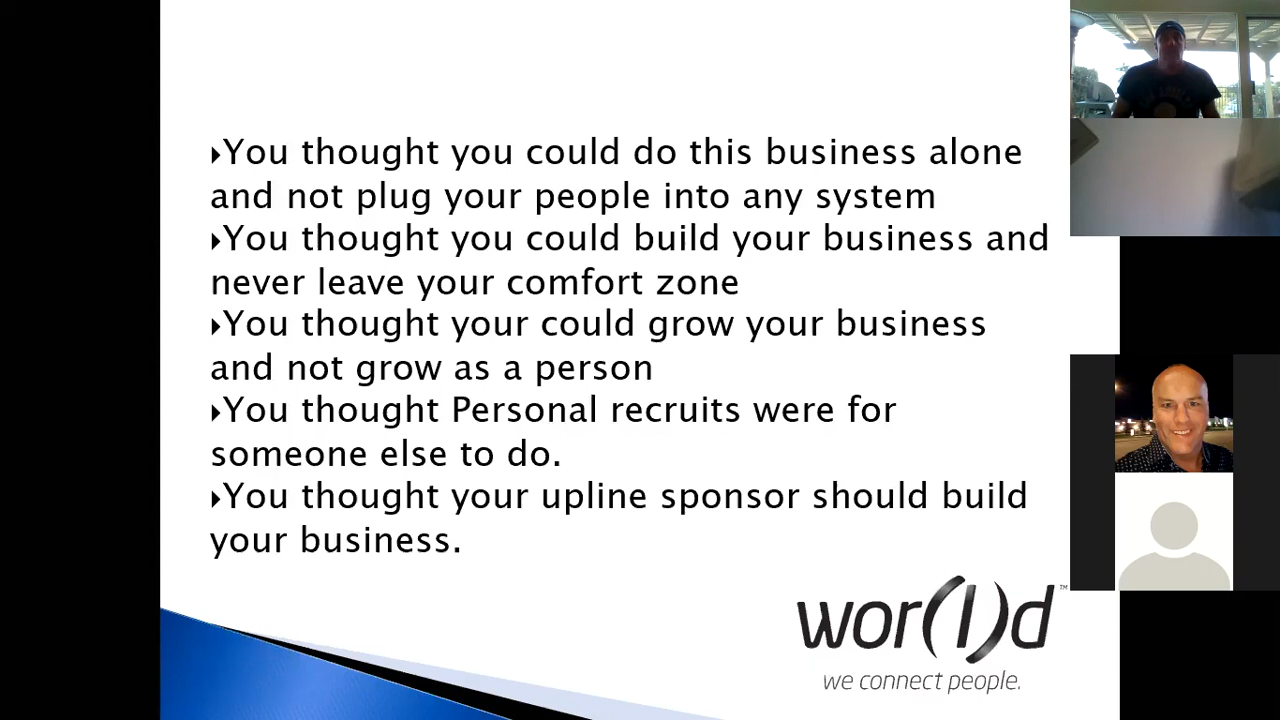 You thought you could do this business alone
and not plug your people into any system
You thought you could build your business and
never leave your comfort zone
You thought your could grow your business
and not grow as a person
You thought Personal recruits were for
someone else to do.
You thought your upline sponsor should build
your business.
wor(l)d™
we connect people.